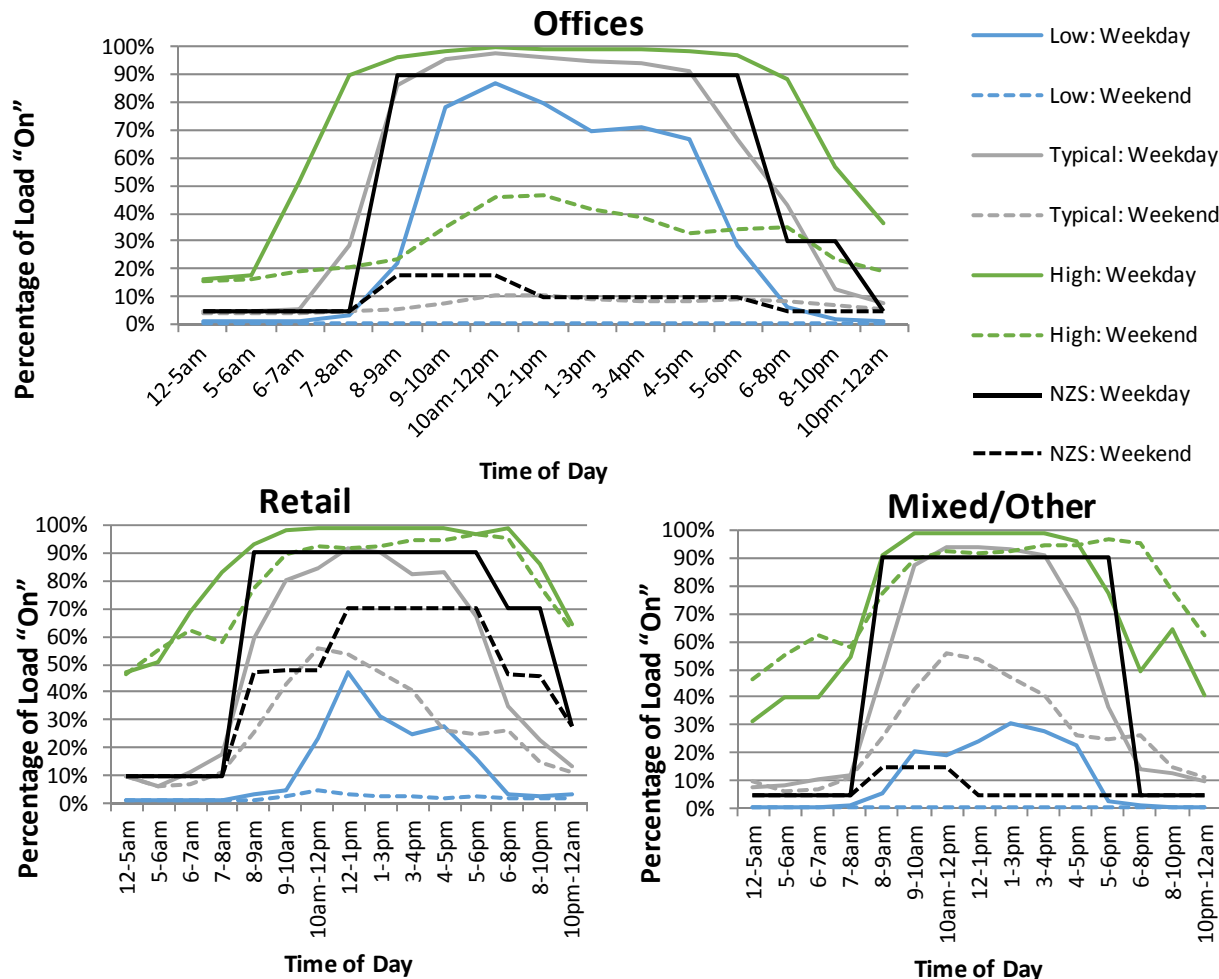 Offices
Percentage of Load “On”
100%
90%
80%
70%
60%
50%
40%
30%
20%
10%
0%
12-5am
5-6am
6-7am
7-8am
8-9am
9-10am
10am-12pm
12-1pm
1-3pm
3-4pm
4-5pm
5-6pm
6-8pm
8-10pm
10pm-12am
Time of Day
Low: Weekday
Low: Weekend
Typical: Weekday
Typical: Weekend
High: Weekday
High: Weekend
NZS: Weekday
NZS: Weekend
Retail
Percentage of Load “On”
100%
90%
80%
70%
60%
50%
40%
30%
20%
10%
0%
12-5am
5-6am
6-7am
7-8am
8-9am
9-10am
10am-12pm
12-1pm
1-3pm
3-4pm
4-5pm
5-6pm
6-8pm
8-10pm
10pm-12am
Time of Day
Mixed/Other
Percentage of Load “On”
100%
90%
80%
70%
60%
50%
40%
30%
20%
10%
0%
12-5am
5-6am
6-7am
7-8am
8-9am
9-10am
10am-12pm
12-1pm
1-3pm
3-4pm
4-5pm
5-6pm
6-8pm
8-10pm
10pm-12am
Time of Day